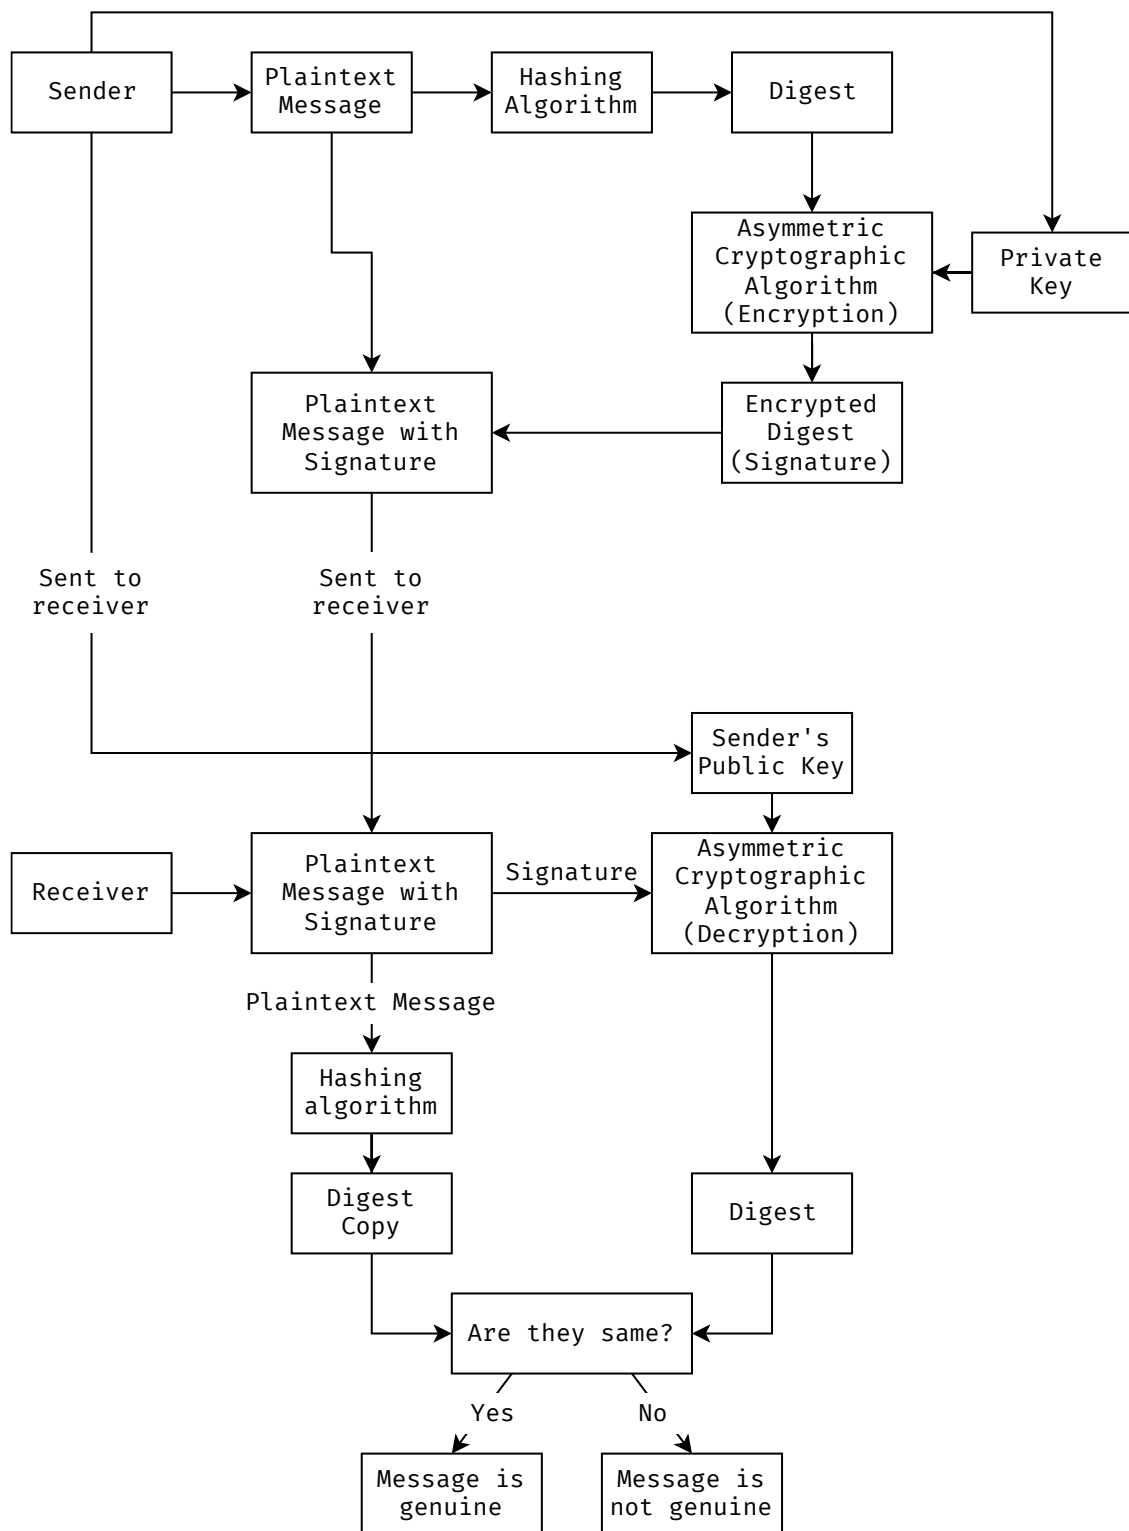 Sender
Plaintext
Message
Hashing
Algorithm
Digest
Asymmetric
Cryptographic
Algorithm
(Encryption)
Private
Key
Plaintext
Message with
Signature
Encrypted
Digest
(Signature)
Sent to
receiver
Sent to
receiver
Sender's
Public Key
Receiver
Plaintext
Message with
Signature
Signature
Asymmetric
Cryptographic
Algorithm
(Decryption)
Plaintext Message
Hashing
algorithm
Digest
Copy
Digest
Are they same?
Yes
No
Message is
genuine
Message is
not genuine